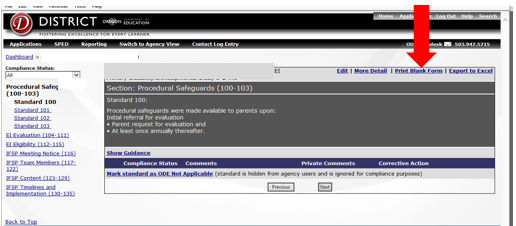 File Edit View Favorites Tools Help
DISTRICT OREGON DEPARTMENT OF EDUCATION
FOSTERING EXCELLENCE FOR EVERY LEARNER
Home Log Out Help Search
Applications SPED Reporting Switch to Agency View Contact Log Entry 503.947.5715
Dashboard >
Compliance Status:
All
EI
Edit | More Detail | Print Blank Form | Export to Excel
Procedural Safeg
(100-103)
Standard 100
Standard 101
Standard 102
Standard 103
EI Evaluation (104-111)
EI Eligibility (112-115)
IFSP Meeting Notice (116)
IFSP Team Members (117-
122)
IFSP Content (123-129)
IFSP Timelines and
Implementation (130-135)
Back to Top
Section: Procedural Safeguards (100-103)
Standard 100:
Procedural safeguards were made available to parents upon:
Initial referral for evaluation
• Parent request for evaluation and
• At least once annually thereafter.
Show Guidance
Compliance Status Comments Private Comments Corrective Action
Mark standard as ODE Not Applicable (standard is hidden from agency users and is ignored for compliance purposes)
Previous Next